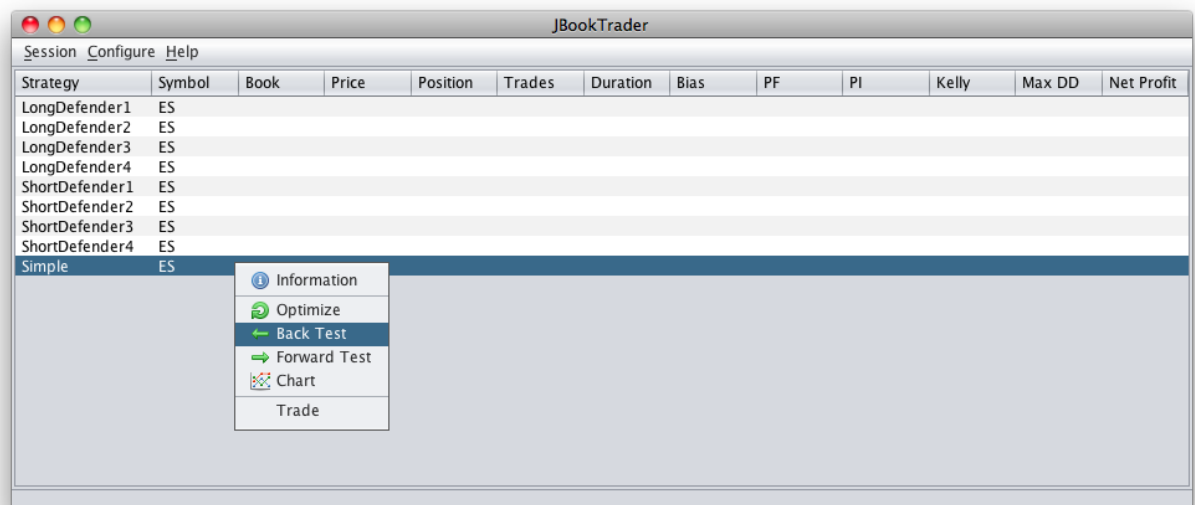 JBookTrader
Session Configure Help
Strategy Symbol Book Price Position Trades Duration Bias PF PI Kelly Max DD Net Profit
LongDefender1 ES
LongDefender2 ES
LongDefender3 ES
LongDefender4 ES
ShortDefender1 ES
ShortDefender2 ES
ShortDefender3 ES
ShortDefender4 ES
Simple ES
Information
Optimize
Back Test
Forward Test
Chart
Trade